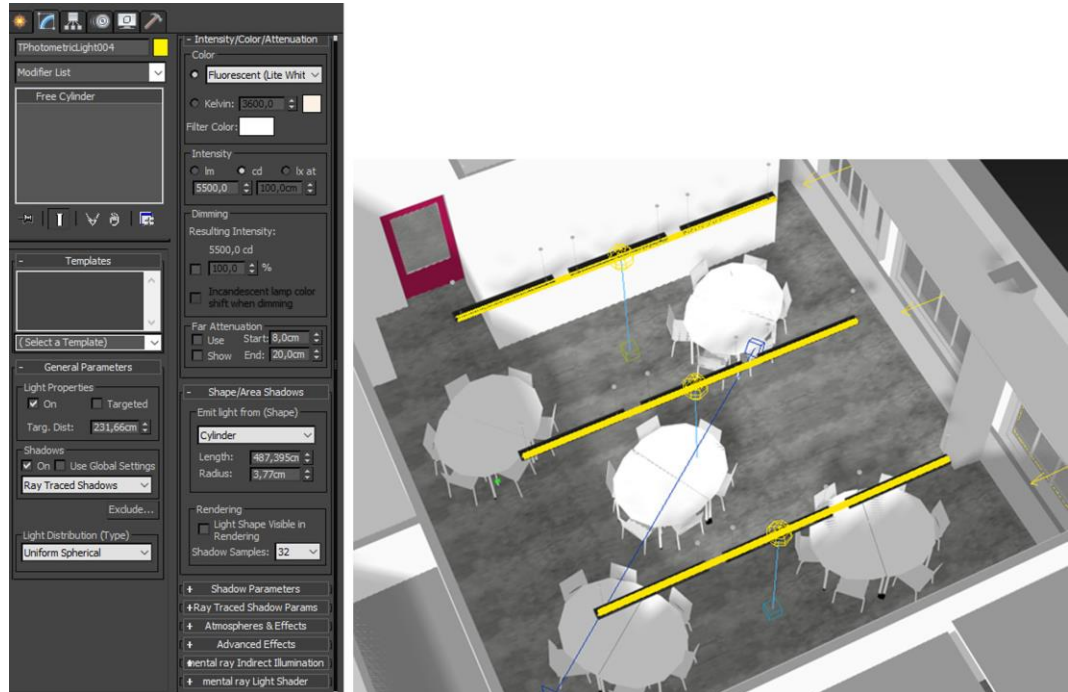 TPhotometricLight004
Modifier List
Free Cylinder
- Templates
(Select a Template)
- General Parameters
Light Properties
On Targeted
Targ. Dist: 231,66cm
Shadows
On Use Global Settings
Ray Traced Shadows
Exclude...
Light Distribution (Type)
Uniform Spherical
- Intensity/Color/Attenuation
Color
Fluorescent (Lite Whit
Kelvin: 3600,0
Filter Color:
Intensity
lm cd lx at
5500,0 100,0cm
Dimming
Resulting Intensity:
5500,0 cd
100,0 %
Incandescent lamp color
shift when dimming
Far Attenuation
Use Start: 8,0cm
Show End: 20,0cm
- Shape/Area Shadows
Emit light from (Shape)
Cylinder
Length: 487,395cm
Radius: 3,77cm
Rendering
Light Shape Visible in
Rendering
Shadow Samples: 32
+ Shadow Parameters
+Ray Traced Shadow Params
+ Atmospheres & Effects
+ Advanced Effects
+mental ray Indirect Illumination
+ mental ray Light Shader